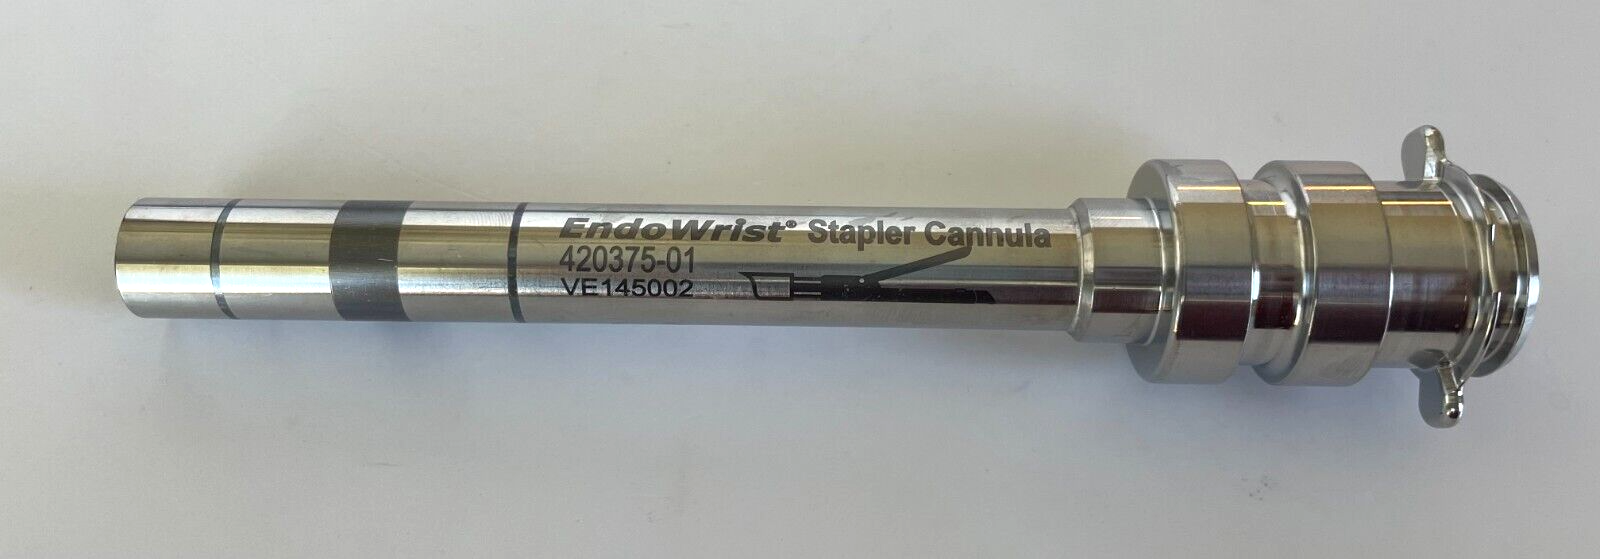 EndoWrist® Stapler Cannula
420375-01
VE145002